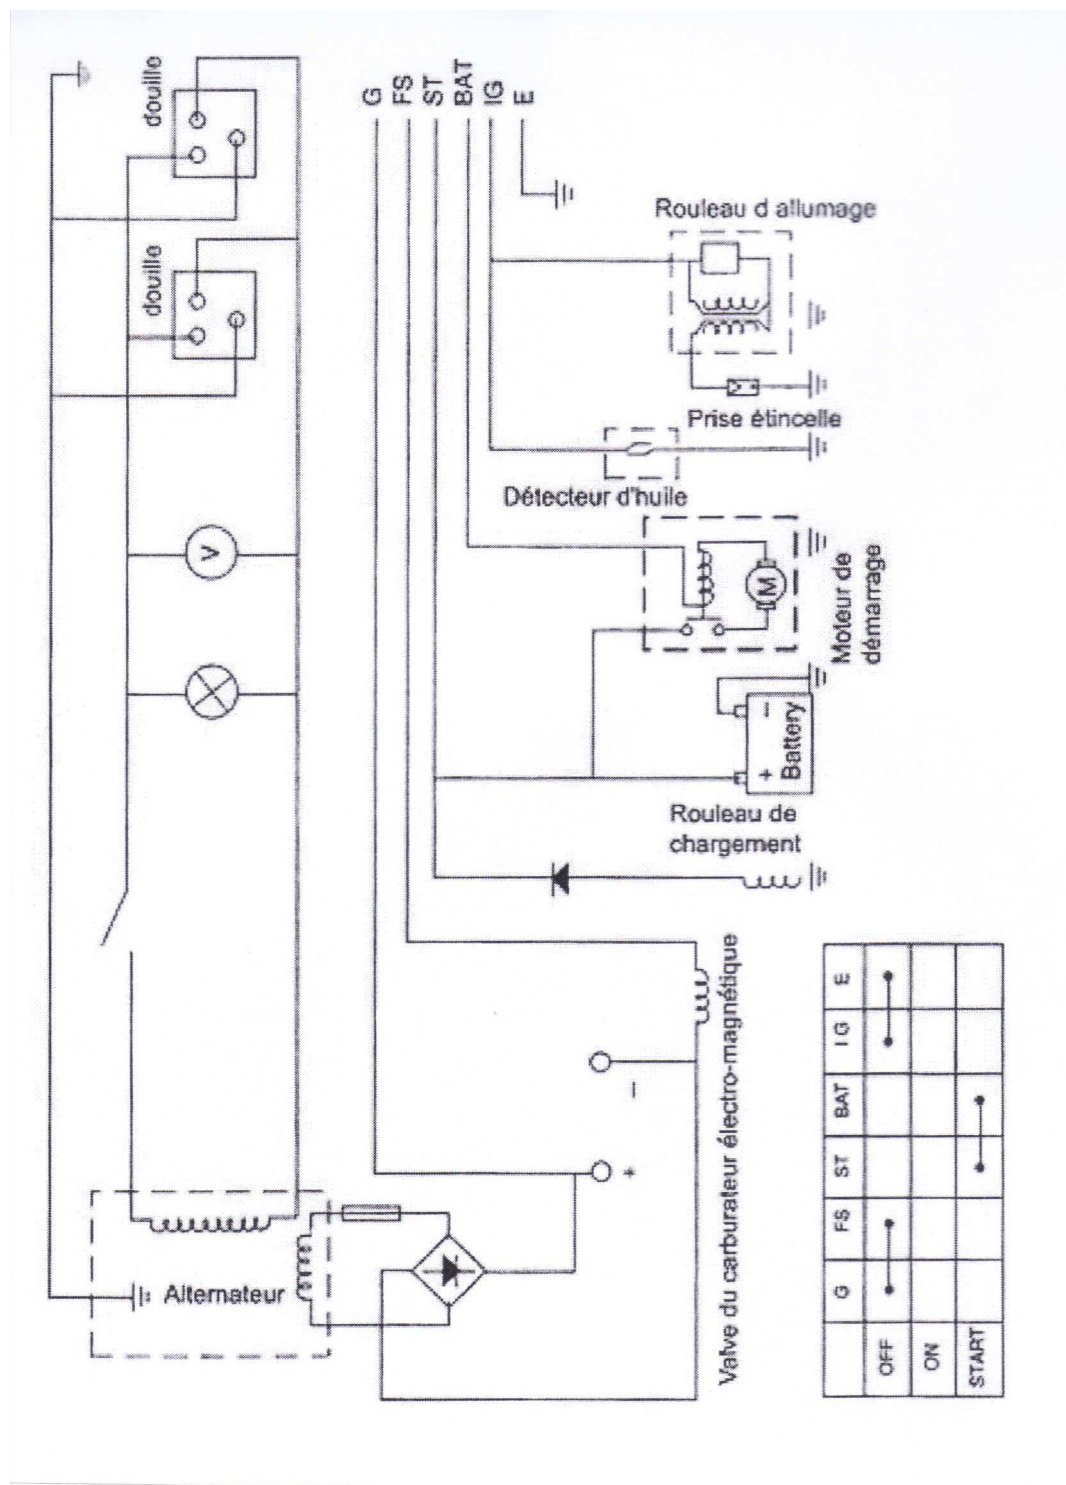 douille
douille
G
FS
ST
BAT
IG
E
Rouleau d allumage
Prise étincelle
Détecteur d'huile
V
M
Moteur de
démarrage
+
−
Battery
Rouleau de
chargement
−
+
Alternateur
Valve du carburateur électro-magnétique
G FS ST BAT IG E
OFF
ON
START